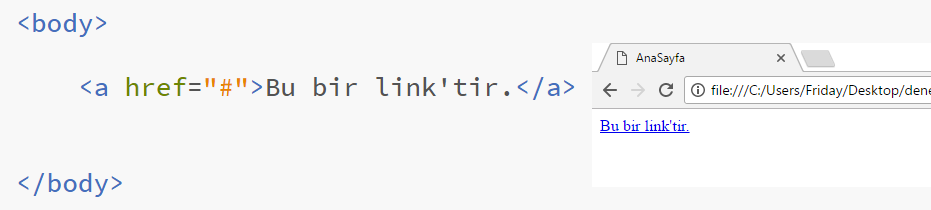 <body>
<a href="#">Bu bir link'tir.</a>
</body>
AnaSayfa
file:///C:/Users/Friday/Desktop/dene
Bu bir link'tir.